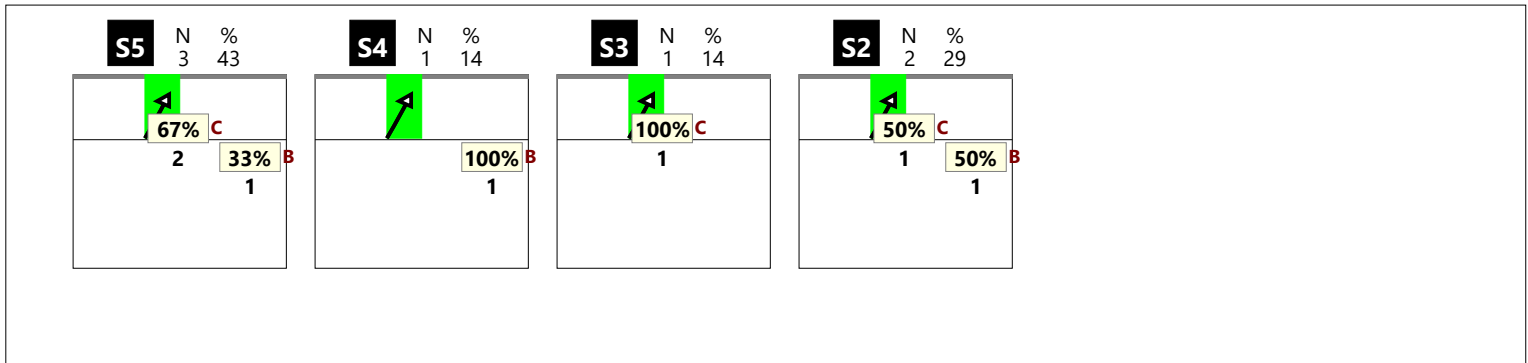 S5 N % S4 N % S3 N % S2 N %
3 43 1 14 1 14 2 29
67% C 100% C 50% C
2 33% B 100% B 1 1 50% B
1 1 1